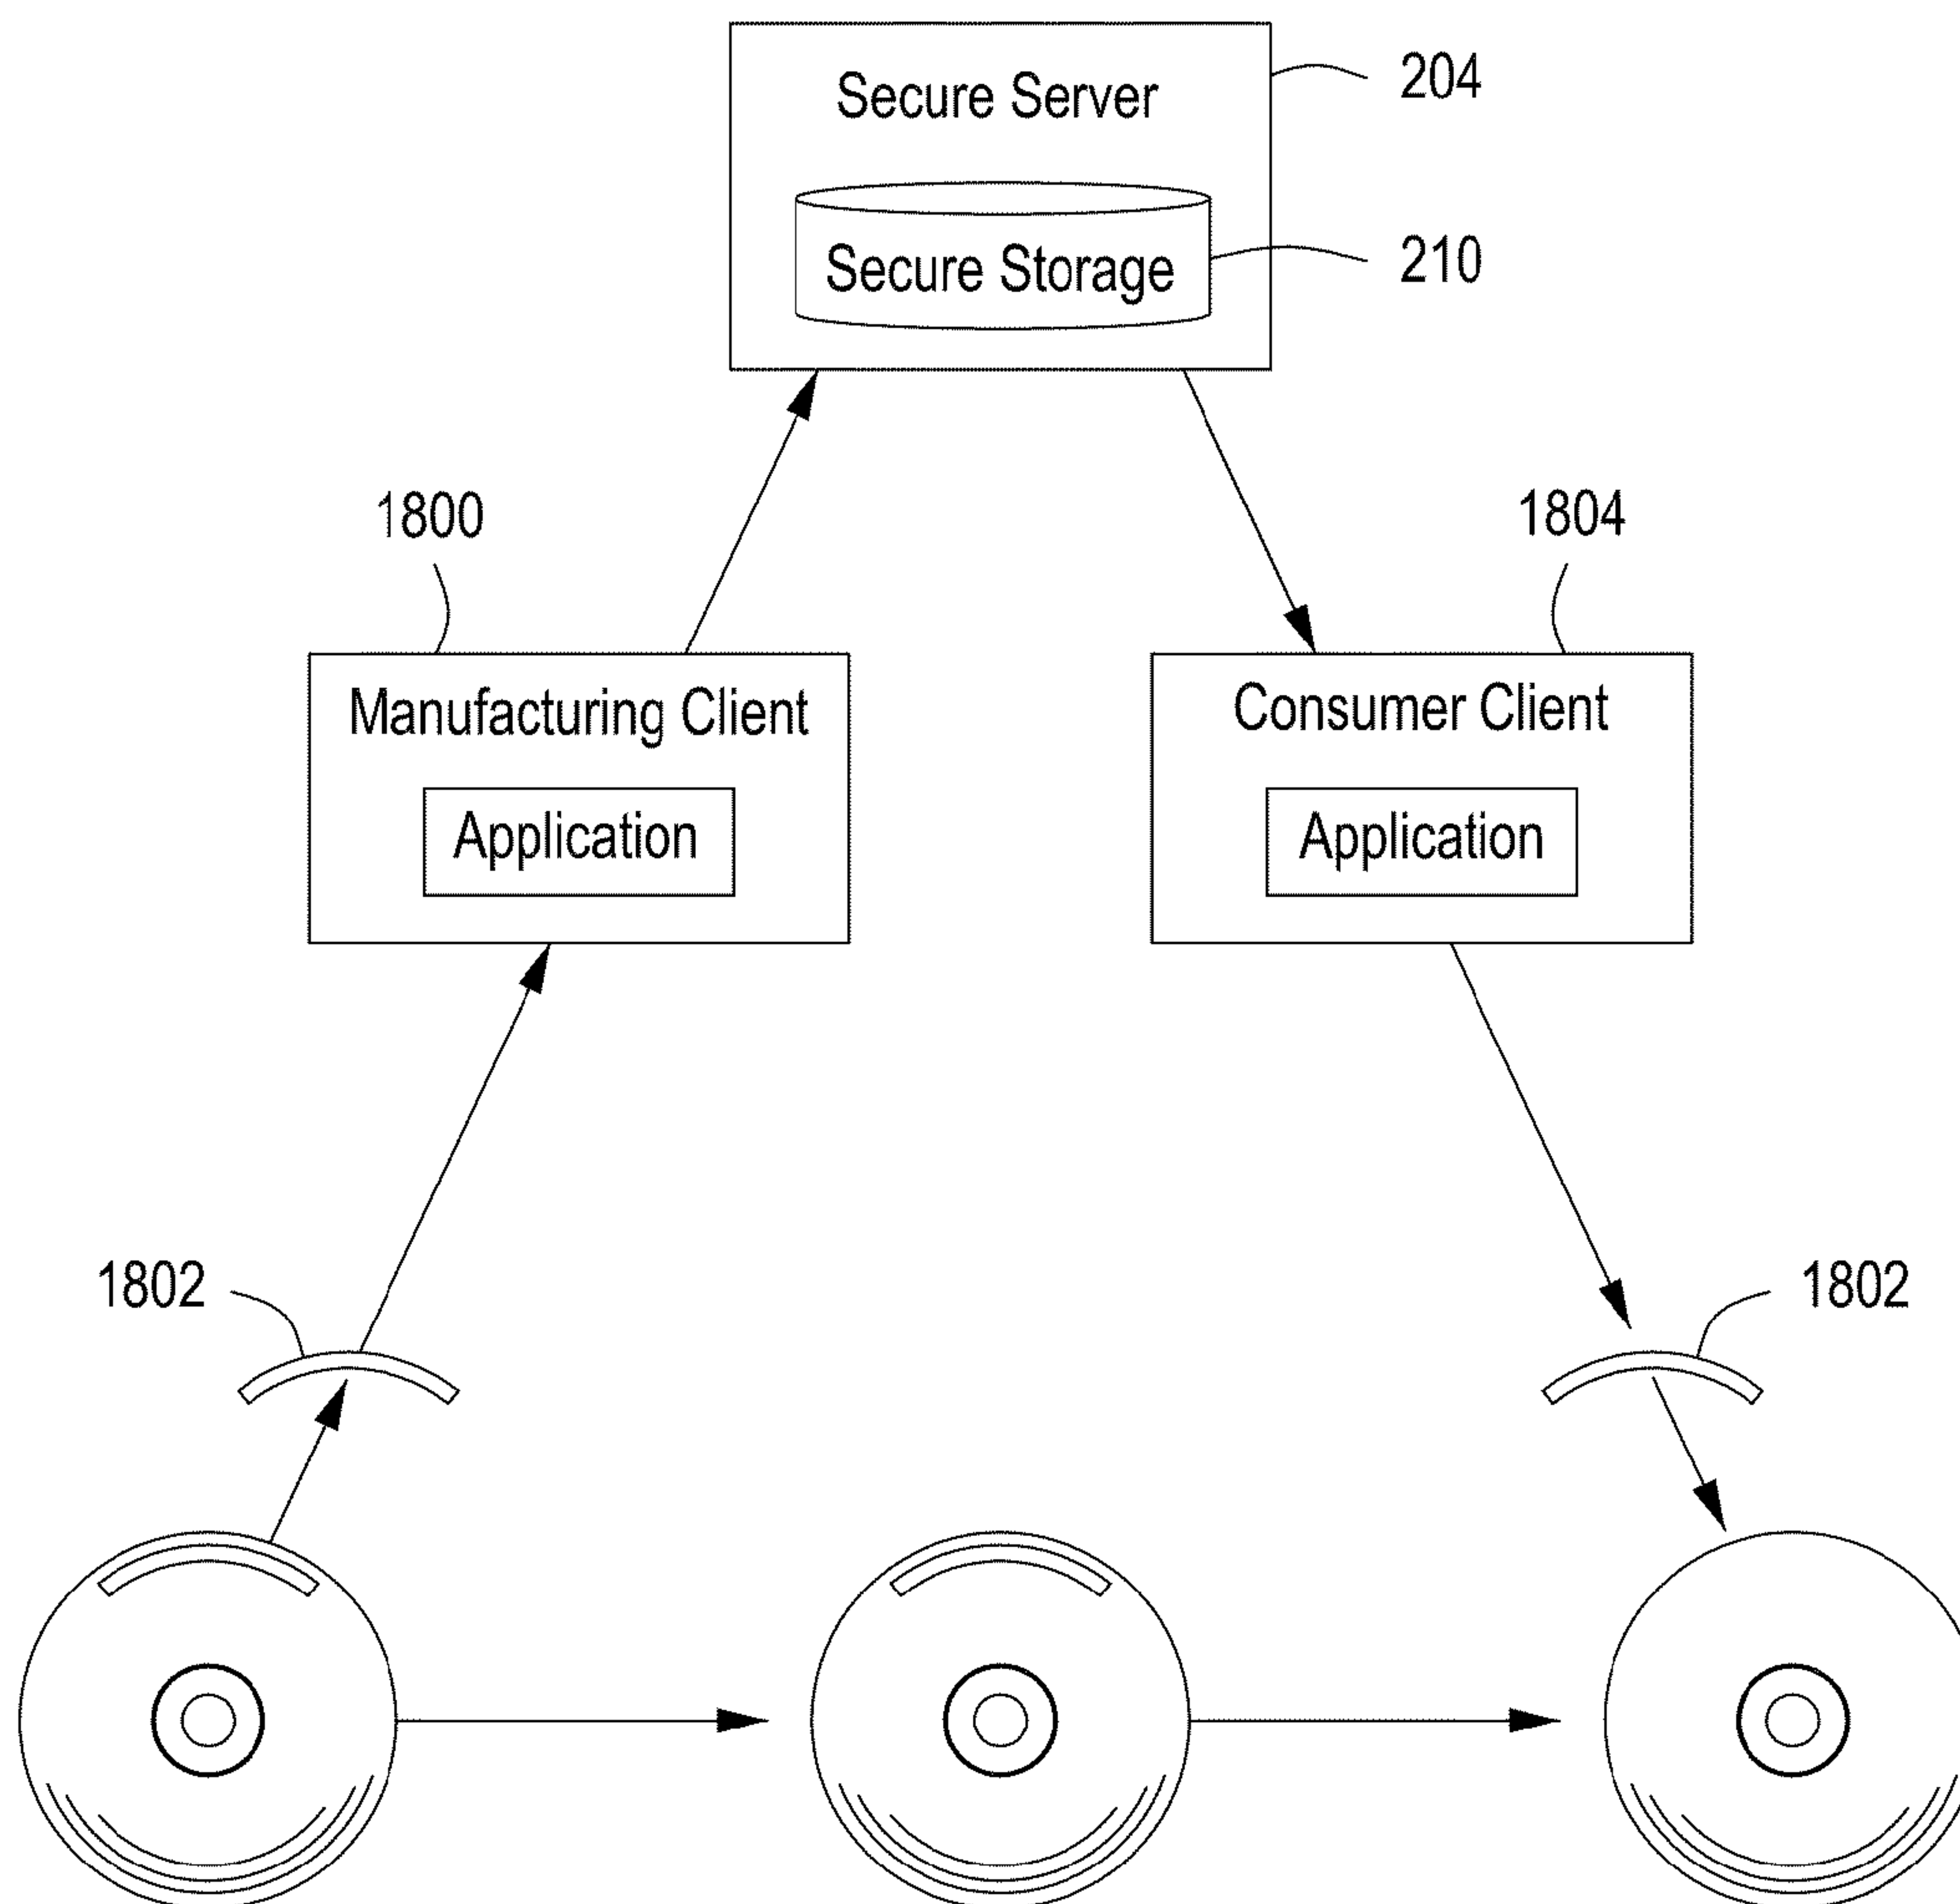 Secure Server
204
Secure Storage
210
1800
1804
Manufacturing Client
Consumer Client
Application
Application
1802
1802